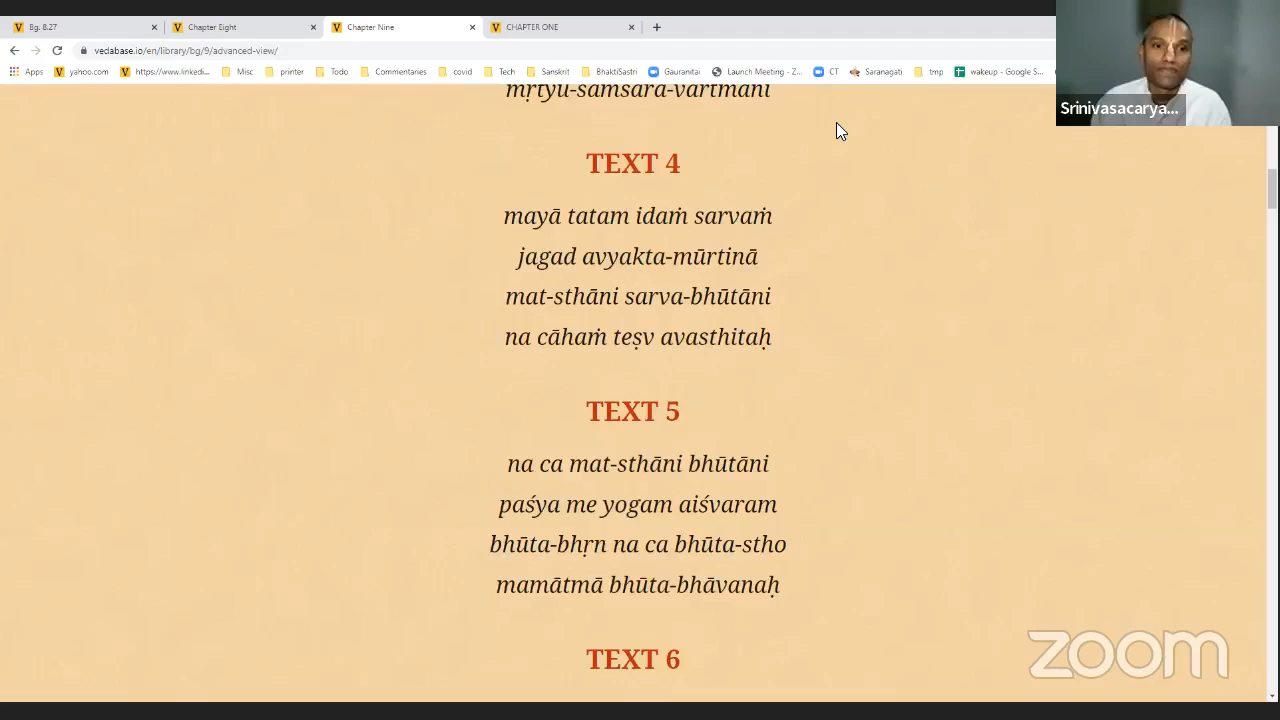 Bg. 8.27
Chapter Eight
Chapter Nine
CHAPTER ONE
vedabase.io/en/library/bg/9/advanced-view/
Apps yahoo.com https://www.linkedi... Misc printer Todo Commentaries covid Tech Sanskrit BhaktiSastri Gauranitai Launch Meeting - Z... CT Saranagati tmp wakeup - Google S...
Srinivasacarya...
mṛtyu-saṁsāra-vartmani
TEXT 4
mayā tatam idaṁ sarvaṁ
jagad avyakta-mūrtinā
mat-sthāni sarva-bhūtāni
na cāhaṁ teṣv avasthitaḥ
TEXT 5
na ca mat-sthāni bhūtāni
paśya me yogam aiśvaram
bhūta-bhṛn na ca bhūta-stho
mamātmā bhūta-bhāvanaḥ
TEXT 6
zoom